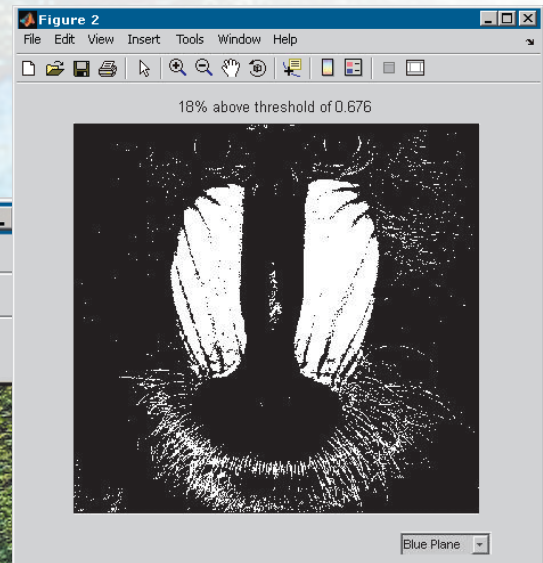 Figure 2
File Edit View Insert Tools Window Help
18% above threshold of 0.676
Blue Plane